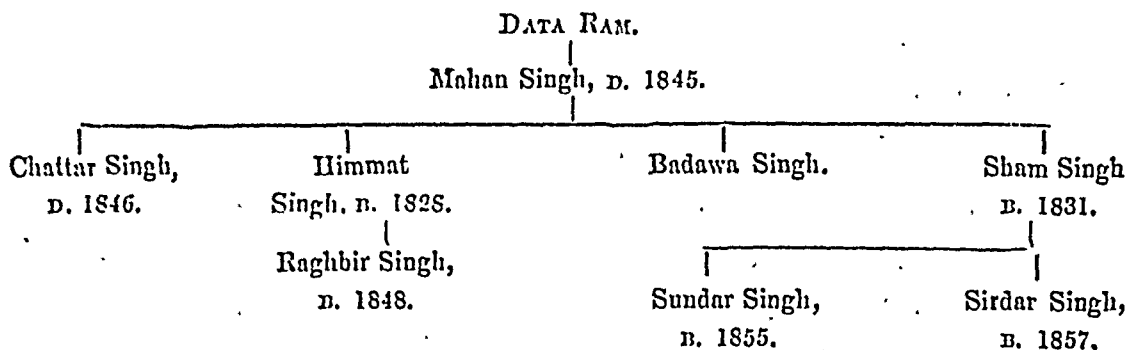 DATA RAM.
Mahan Singh, D. 1845.
Chattar Singh, Himmat Badawa Singh. Sham Singh
D. 1846. Singh, B. 1828. B. 1831.
Raghbir Singh,
B. 1848.
Sundar Singh, Sirdar Singh,
B. 1855. B. 1857.